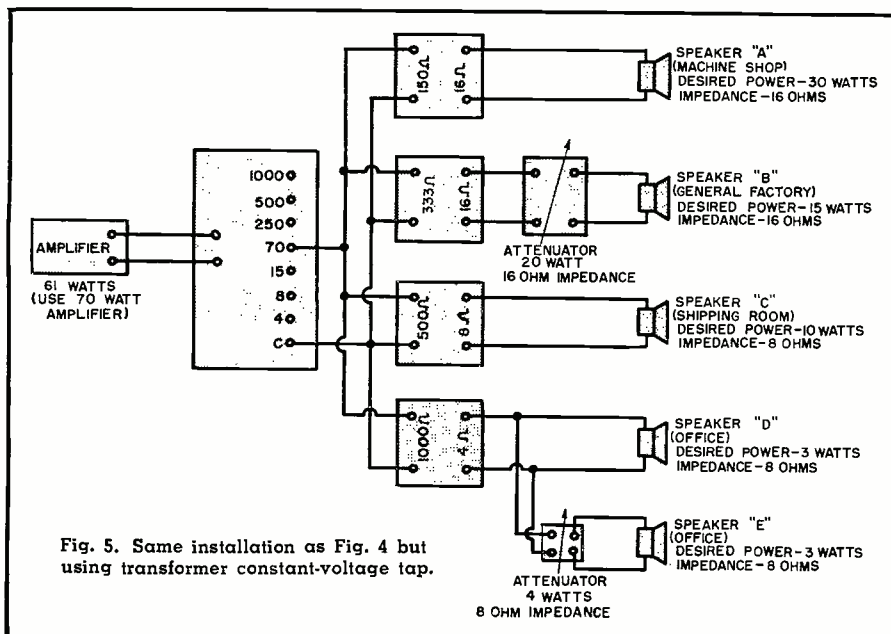 150Ω
16Ω
SPEAKER "A"
(MACHINE SHOP)
DESIRED POWER-30 WATTS
IMPEDANCE-16 OHMS
1000
500
250
70
15
8
4
C
AMPLIFIER
61 WATTS
(USE 70 WATT
AMPLIFIER)
333Ω
16Ω
ATTENUATOR
20 WATT
16 OHM IMPEDANCE
SPEAKER "B"
(GENERAL FACTORY)
DESIRED POWER-15 WATTS
IMPEDANCE-16 OHMS
500Ω
8Ω
SPEAKER "C"
(SHIPPING ROOM)
DESIRED POWER-10 WATTS
IMPEDANCE-8 OHMS
1000Ω
4Ω
SPEAKER "D"
(OFFICE)
DESIRED POWER-3 WATTS
IMPEDANCE-8 OHMS
SPEAKER "E"
(OFFICE)
DESIRED POWER-3 WATTS
IMPEDANCE-8 OHMS
ATTENUATOR
4 WATTS
8 OHM IMPEDANCE
Fig. 5. Same installation as Fig. 4 but
using transformer constant-voltage tap.